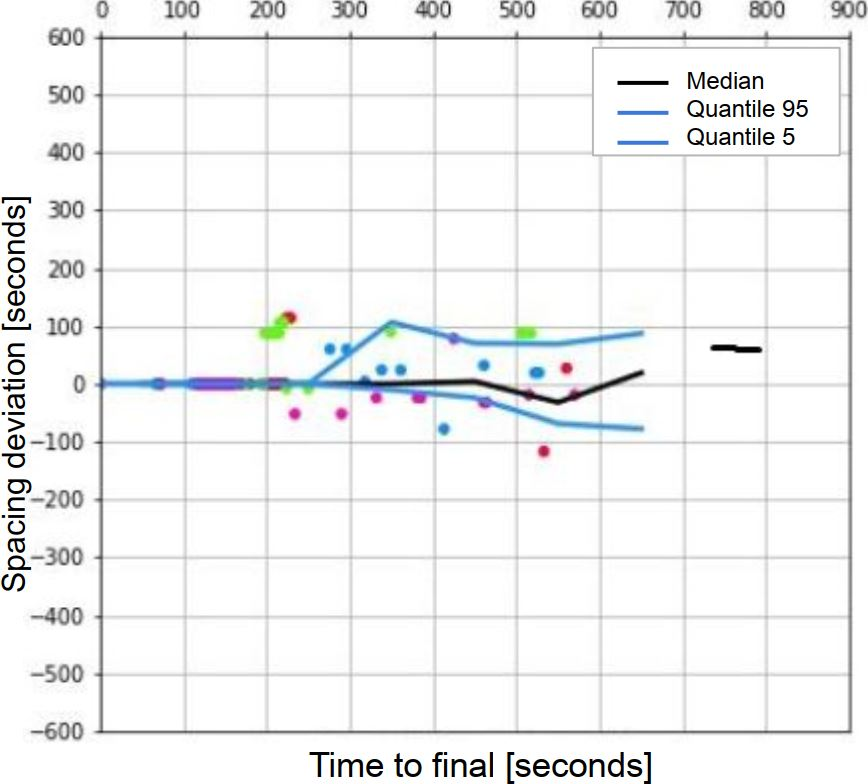 0 100 200 300 400 500 600 700 800 900
600
500
400
300
200
100
0
−100
−200
−300
−400
−500
−600
Median
Quantile 95
Quantile 5
Spacing deviation [seconds]
Time to final [seconds]